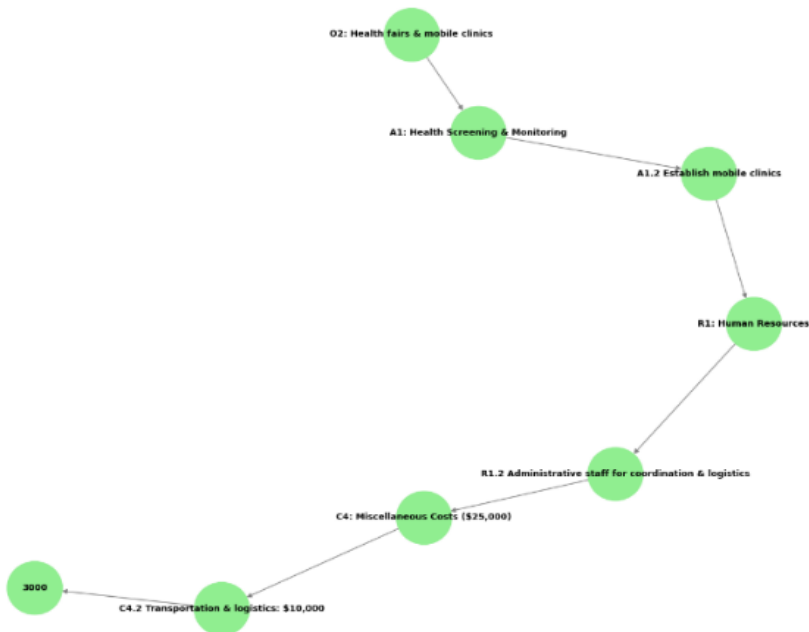 O2: Health fairs & mobile clinics
A1: Health Screening & Monitoring
A1.2 Establish mobile clinics
R1: Human Resources
R1.2 Administrative staff for coordination & logistics
C4: Miscellaneous Costs ($25,000)
3000
C4.2 Transportation & logistics: $10,000